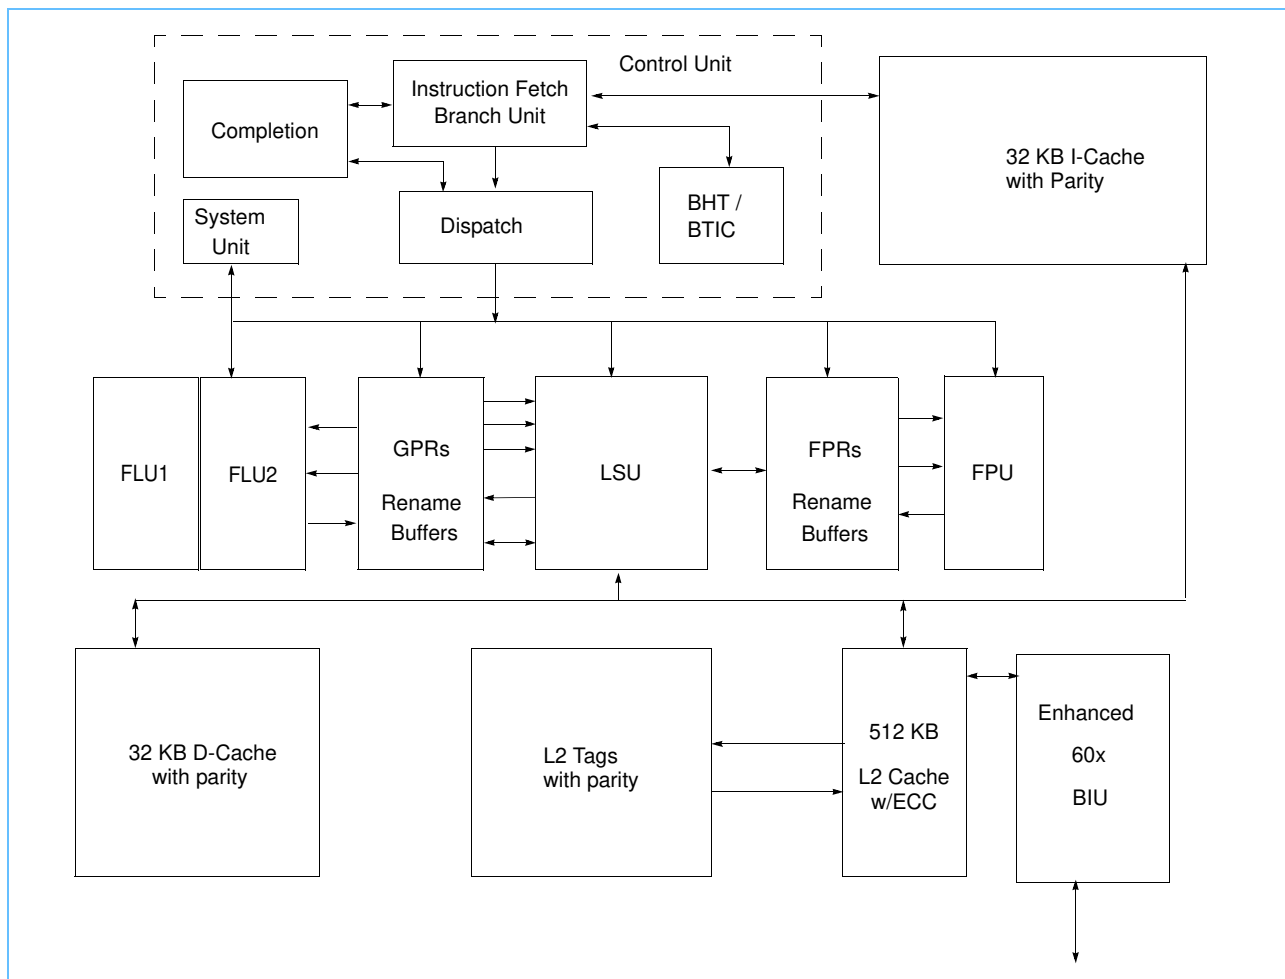 Control Unit
Instruction Fetch
Branch Unit
Completion
32 KB I-Cache
with Parity
System
Unit
Dispatch
BHT /
BTIC
FLU1
FLU2
GPRs
Rename
Buffers
LSU
FPRs
Rename
Buffers
FPU
32 KB D-Cache
with parity
L2 Tags
with parity
512 KB
L2 Cache
w/ECC
Enhanced
60x
BIU